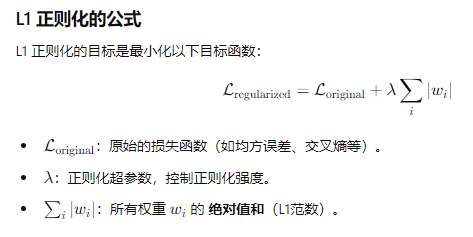 L1 正则化的公式
L1 正则化的目标是最小化以下目标函数：
$\mathcal{L}_{\text{regularized}} = \mathcal{L}_{\text{original}} + \lambda \sum_{i} |w_i|$
• $\mathcal{L}_{\text{original}}$：原始的损失函数（如均方误差、交叉熵等）。
• $\lambda$：正则化超参数，控制正则化强度。
• $\sum_i |w_i|$：所有权重 $w_i$ 的 绝对值和（L1范数）。